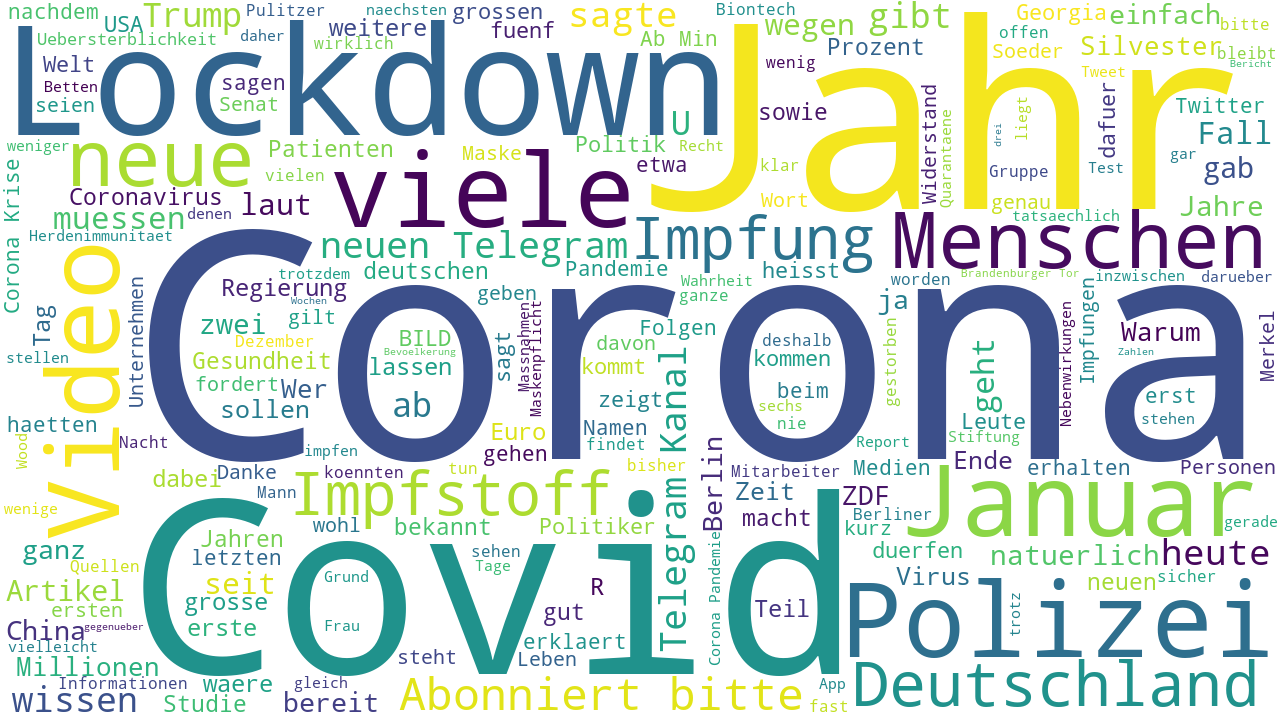 nachdem
Trump
Pulitzer
naechsten
grossen
sagte
Biontech
wegen
gibt
Georgia
einfach
bitte
USA
daher
weitere
fuenf
Ab Min
offen
Uebersterblichkeit
wirklich
Prozent
Soeder
Silvester
bleibt
Bericht
Lockdown
Jahr
Welt
Betten
sagen
wenig
Tweet
seien
Senat
sowie
Widerstand
Quarantaene
drei
liegt
dafuer
Twitter
U
Fall
weniger
neue
Patienten
Maske
Politik
Recht
etwa
klar
Gruppe
Test
gar
gab
vielen
viele
Corona Krise
Coronavirus
laut
Wort
genau
Jahre
muessen
denen
tatsaechlich
Herdenimmunitaet
neuen Telegram
Impfung
Menschen
video
trotzdem
deutschen
Pandemie
Wahrheit
heisst
worden
Brandenburger Tor
inzwischen
darueber
Unternehmen
Regierung
Wochen
geben
ganze
ja
Nebenwirkungen
Impfungen
Tag
zwei
gilt
Massnahmen
Maskenpflicht
Folgen
Corona
Warum
Merkel
stellen
Dezember
BILD
Bevoelkerung
sagt
davon
deshalb
gestorben
geht
Zahlen
Gesundheit
lassen
kommt
kommen
fordert
Wer
beim
erst
sollen
ab
zeigt
sechs
nie
Leute
stehen
haetten
Euro
Namen
Telegram Kanal
Stiftung
Wood
Nacht
impfen
gehen
findet
Berlin
Report
Ende
dabei
Danke
koennten
tun
bisher
Mitarbeiter
Medien
erhalten
Personen
Mann
Impfstoff
Zeit
ZDF
Januar
wenige
wohl
bekannt
Politiker
macht
Berliner
kurz
gerade
ganz
Jahren
letzten
sehen
Tage
Corona Pandemie
duerfen
natuerlich
heute
Quellen
Covid
Artikel
seit
Grund
R
Virus
neuen
sicher
ersten
grosse
gut
Teil
Polizei
trotz
China
gegenueber
erste
Frau
erklaert
vielleicht
steht
Leben
Millionen
Informationen
waere
gleich
App
Deutschland
wissen
Studie
bereit
Abonniert bitte
fast